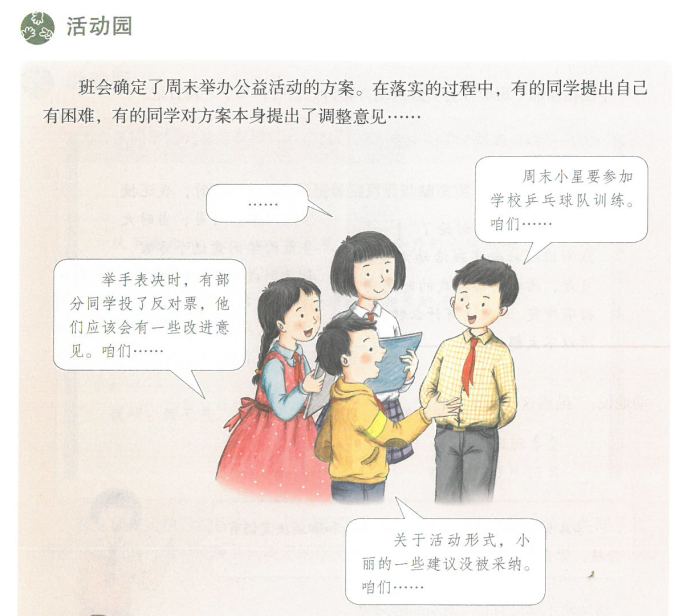 活动园
班会确定了周末举办公益活动的方案。在落实的过程中，有的同学提出自己
有困难，有的同学对方案本身提出了调整意见······
······
周末小星要参加
学校乒乓球队训练。
咱们······
举手表决时，有部
分同学投了反对票，他
们应该会有一些改进意
见。咱们······
关于活动形式，小
丽的一些建议没被采纳。
咱们······